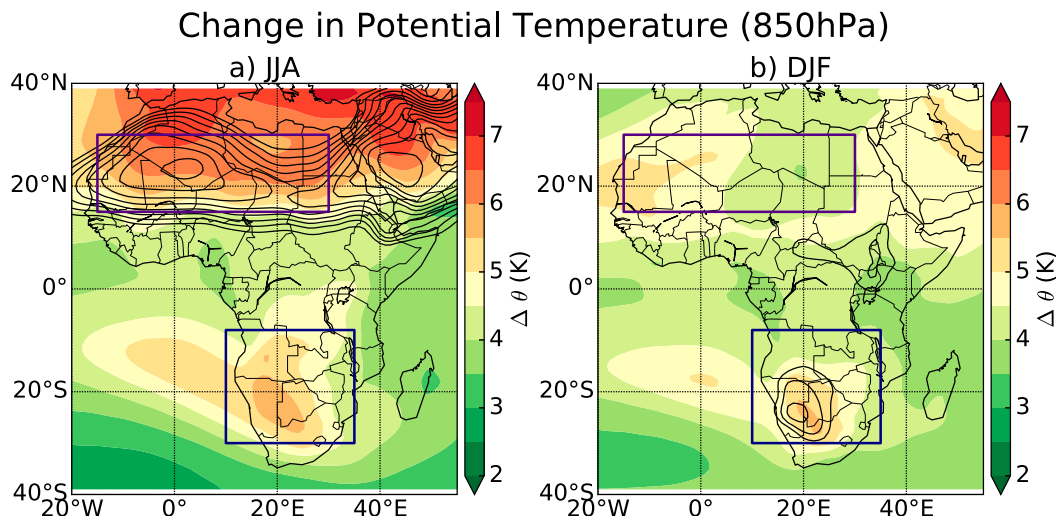 Change in Potential Temperature (850hPa)
a) JJA
b) DJF
40°N
20°N
0°
20°S
40°S
20°W
0°
20°E
40°E
7
6
5
4
3
2
Δ θ (K)
40°N
20°N
0°
20°S
40°S
20°W
0°
20°E
40°E
7
6
5
4
3
2
Δ θ (K)